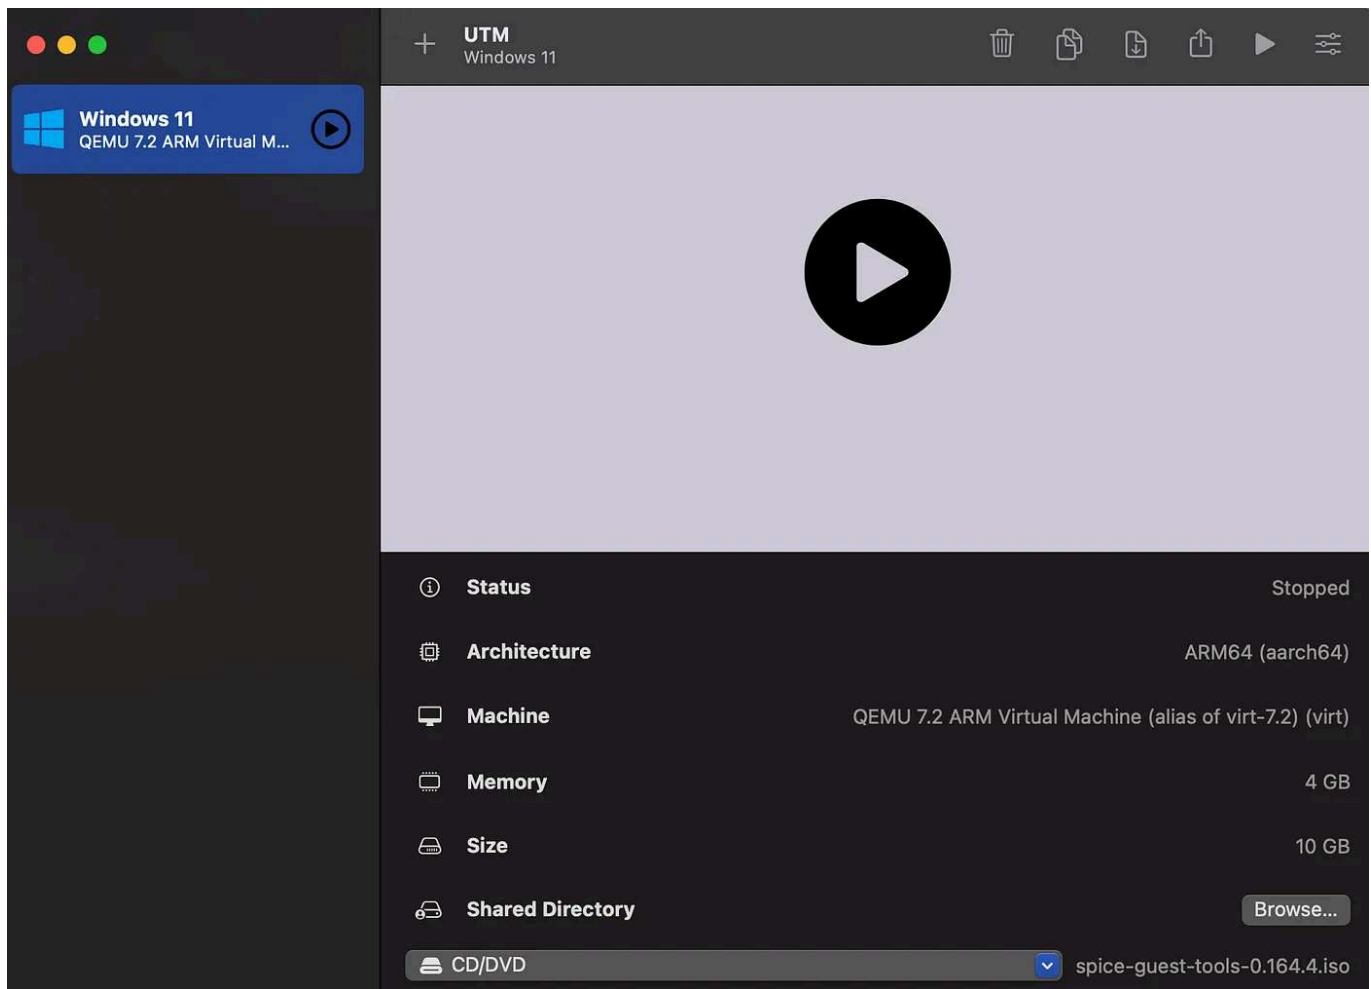 UTM
Windows 11
Windows 11
QEMU 7.2 ARM Virtual M...
Status Stopped
Architecture ARM64 (aarch64)
Machine QEMU 7.2 ARM Virtual Machine (alias of virt-7.2) (virt)
Memory 4 GB
Size 10 GB
Shared Directory Browse...
CD/DVD spice-guest-tools-0.164.4.iso